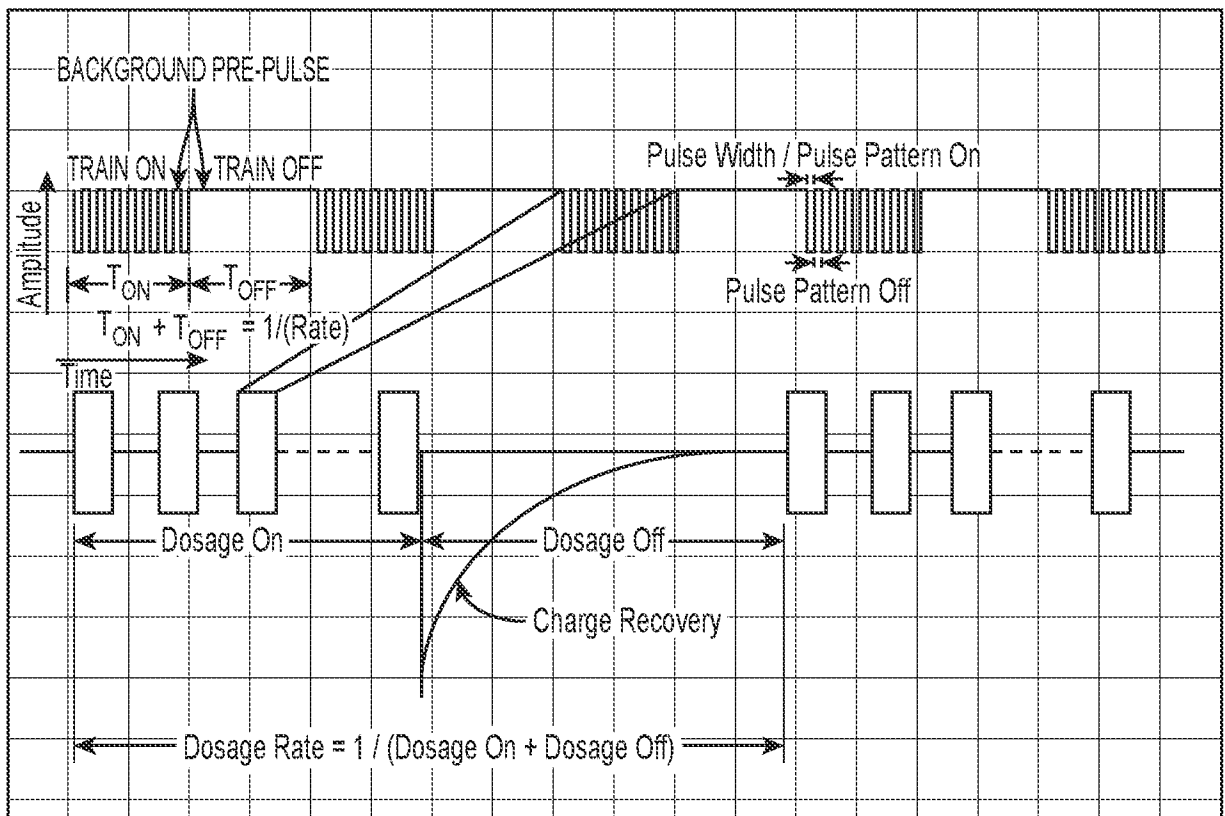 BACKGROUND PRE-PULSE
TRAIN ON
TRAIN OFF
Pulse Width / Pulse Pattern On
Amplitude
TON
TOFF
Pulse Pattern Off
TON + TOFF = 1/(Rate)
Time
Dosage On
Dosage Off
Charge Recovery
Dosage Rate = 1 / (Dosage On + Dosage Off)